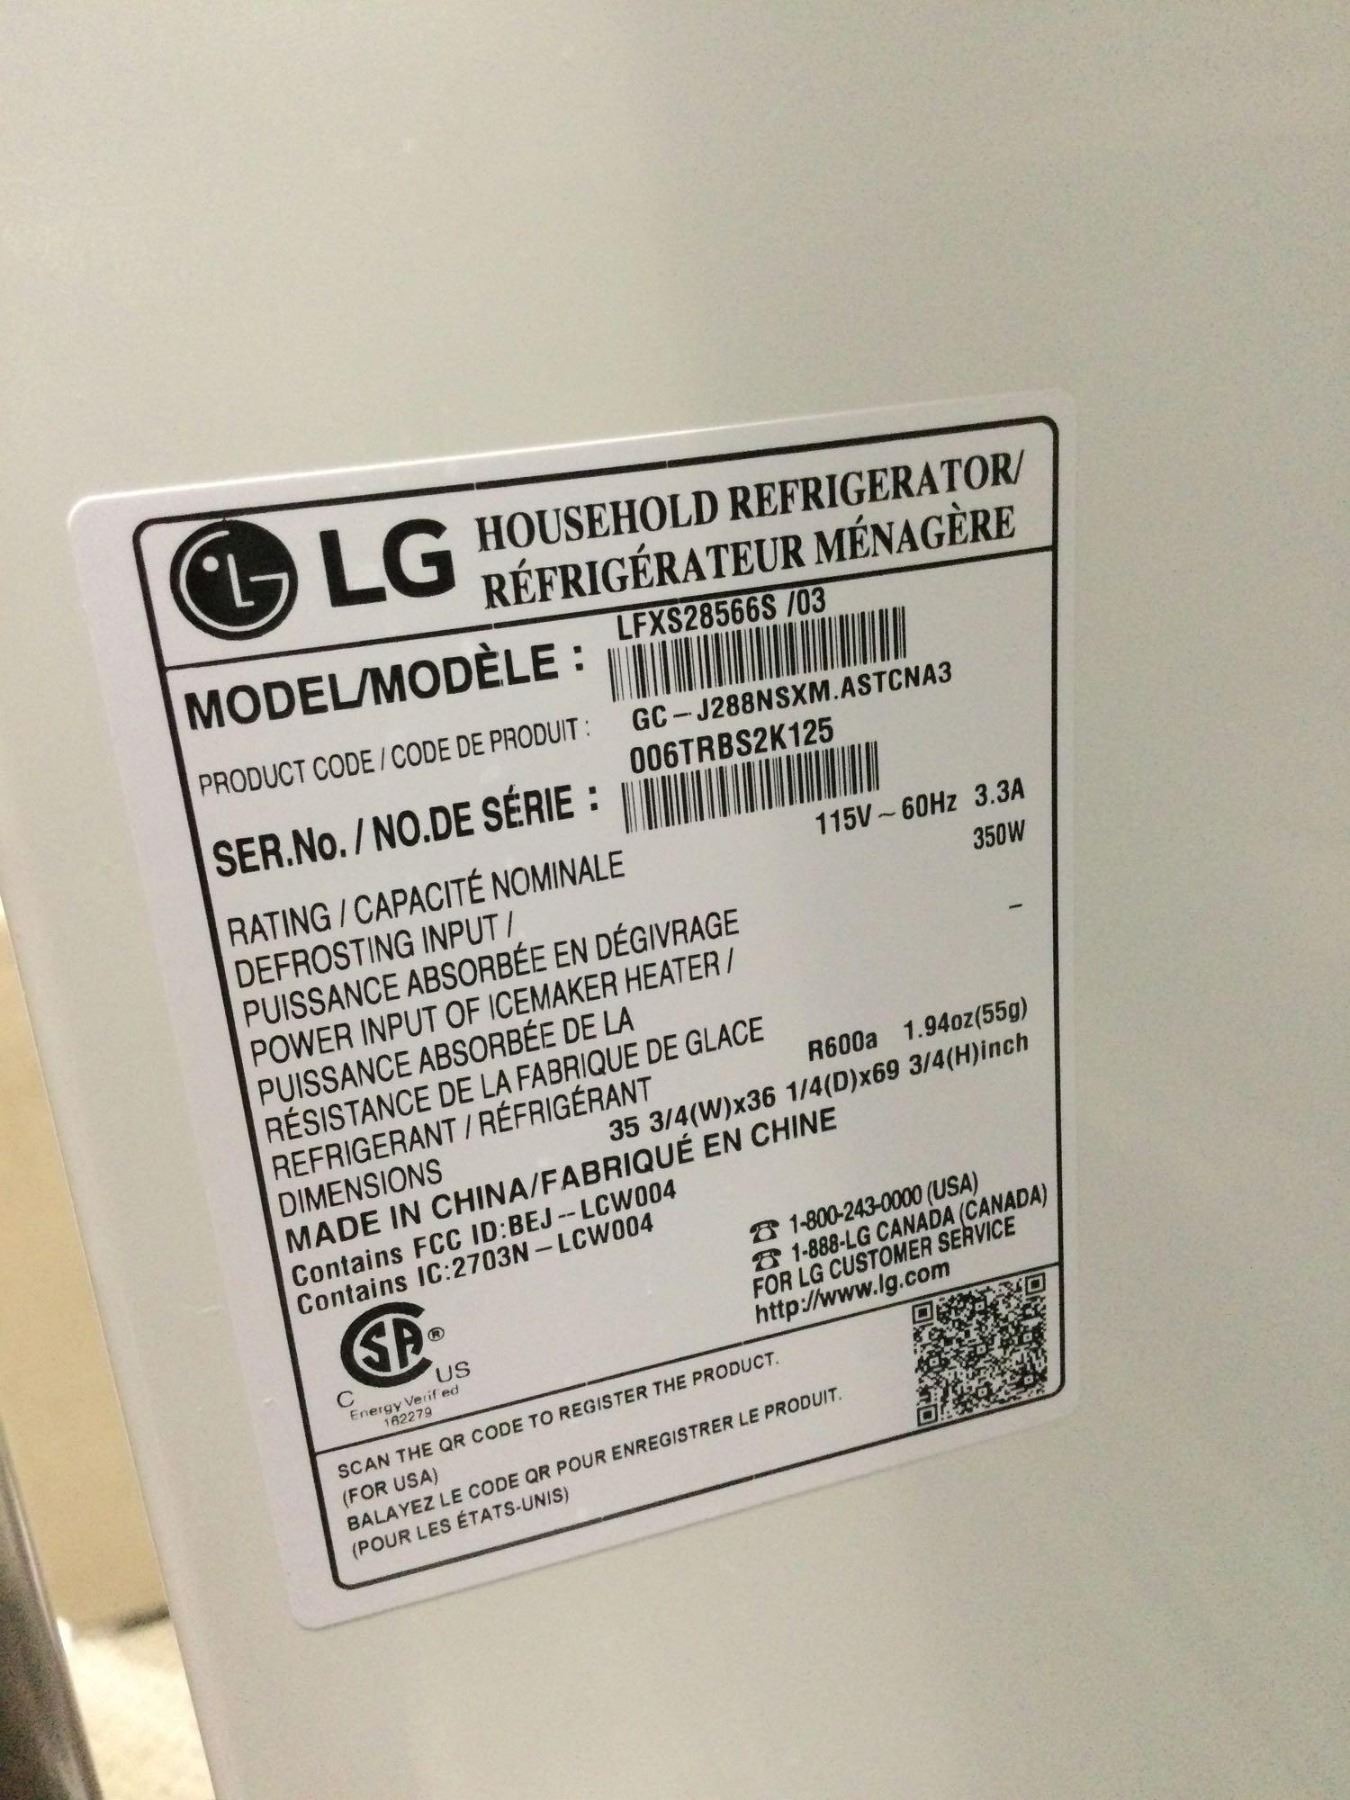 LG HOUSEHOLD REFRIGERATOR/
RÉFRIGÉRATEUR MÉNAGÈRE
MODEL/MODÈLE : LFXS28566S /03
PRODUCT CODE / CODE DE PRODUIT : GC-J288NSXM.ASTCNA3
SER.No. / NO.DE SÉRIE : 006TRBS2K125
RATING / CAPACITÉ NOMINALE 115V ~ 60Hz 3.3A
DEFROSTING INPUT / 350W
PUISSANCE ABSORBÉE EN DÉGIVRAGE
POWER INPUT OF ICEMAKER HEATER / -
PUISSANCE ABSORBÉE DE LA
RÉSISTANCE DE LA FABRIQUE DE GLACE
REFRIGERANT / RÉFRIGÉRANT R600a 1.94oz(55g)
DIMENSIONS 35 3/4(W)x36 1/4(D)x69 3/4(H)inch
MADE IN CHINA/FABRIQUÉ EN CHINE
Contains FCC ID:BEJ--LCW004
Contains IC:2703N-LCW004
1-800-243-0000 (USA)
1-888-LG CANADA (CANADA)
FOR LG CUSTOMER SERVICE
http://www.lg.com
SA ®
C US
Energy Verified
162279
SCAN THE QR CODE TO REGISTER THE PRODUCT.
(FOR USA)
BALAYEZ LE CODE QR POUR ENREGISTRER LE PRODUIT.
(POUR LES ÉTATS-UNIS)